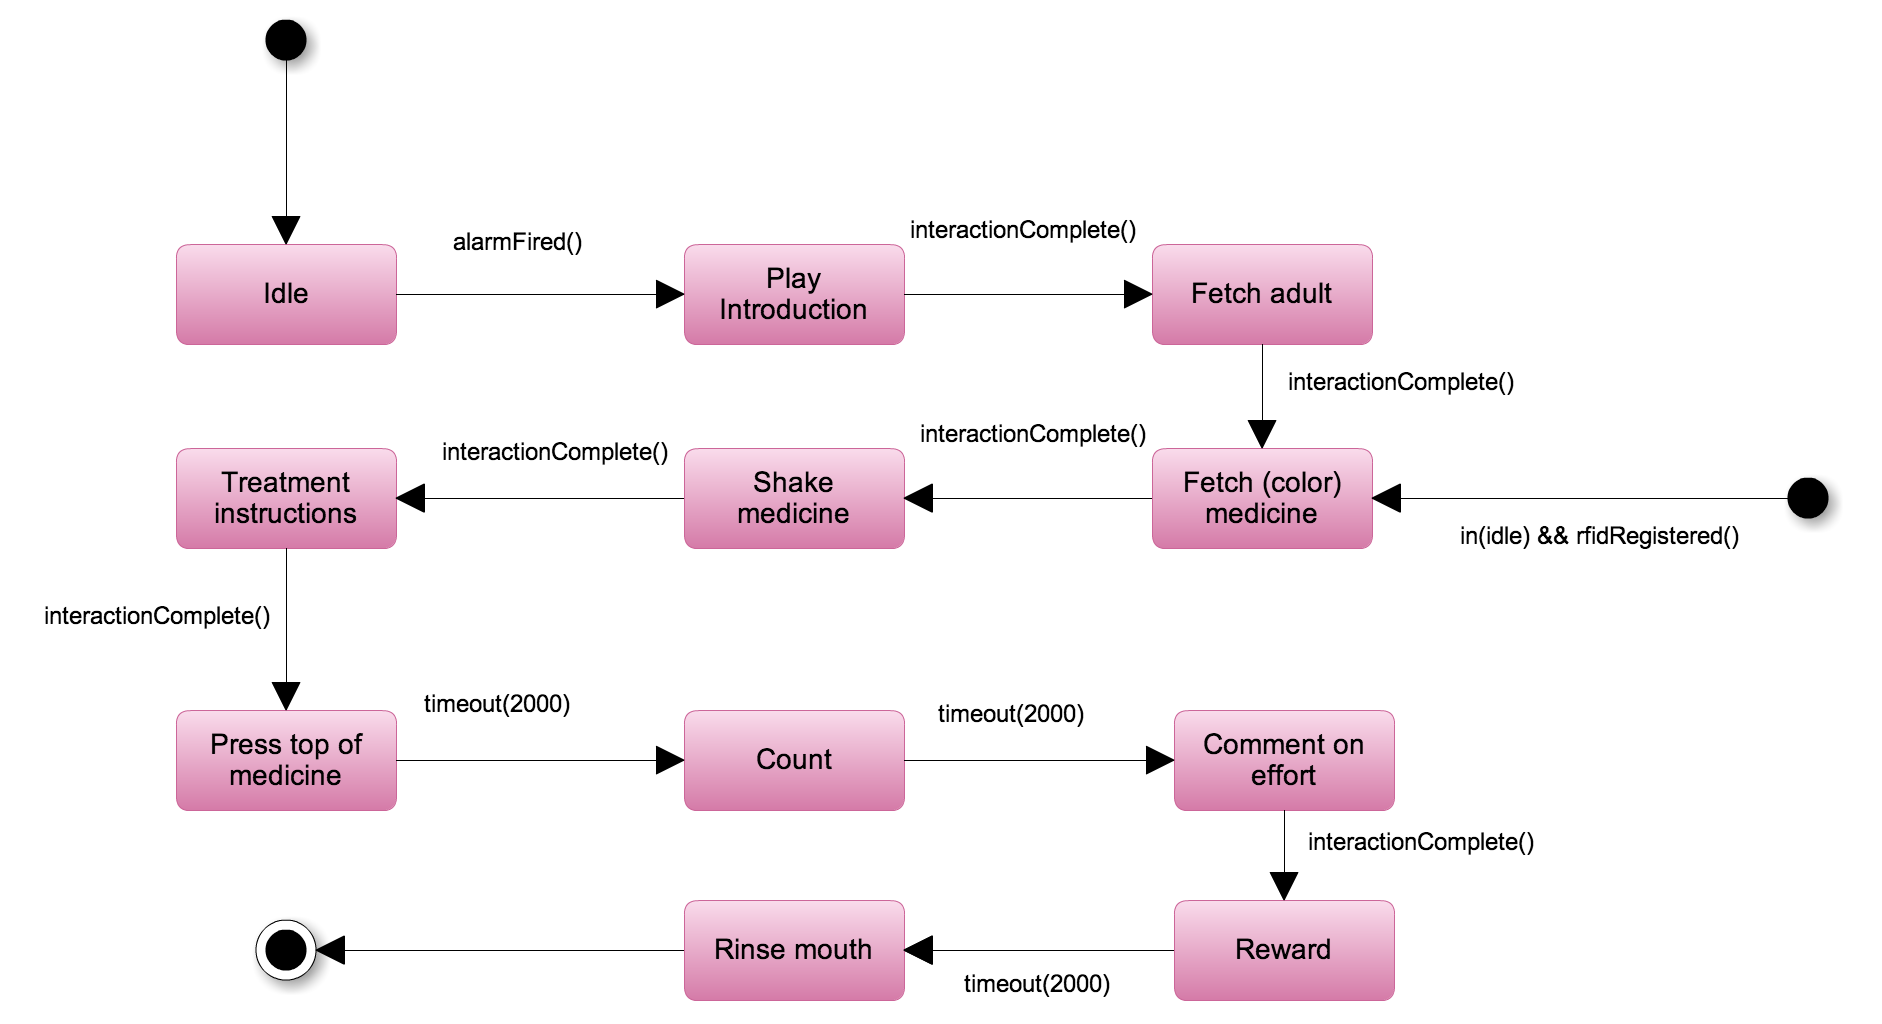 alarmFired()
interactionComplete()
Idle
Play
Introduction
Fetch adult
interactionComplete()
interactionComplete()
interactionComplete()
Treatment
instructions
Shake
medicine
Fetch (color)
medicine
in(idle) && rfidRegistered()
interactionComplete()
timeout(2000)
timeout(2000)
Press top of
medicine
Count
Comment on
effort
interactionComplete()
Rinse mouth
Reward
timeout(2000)